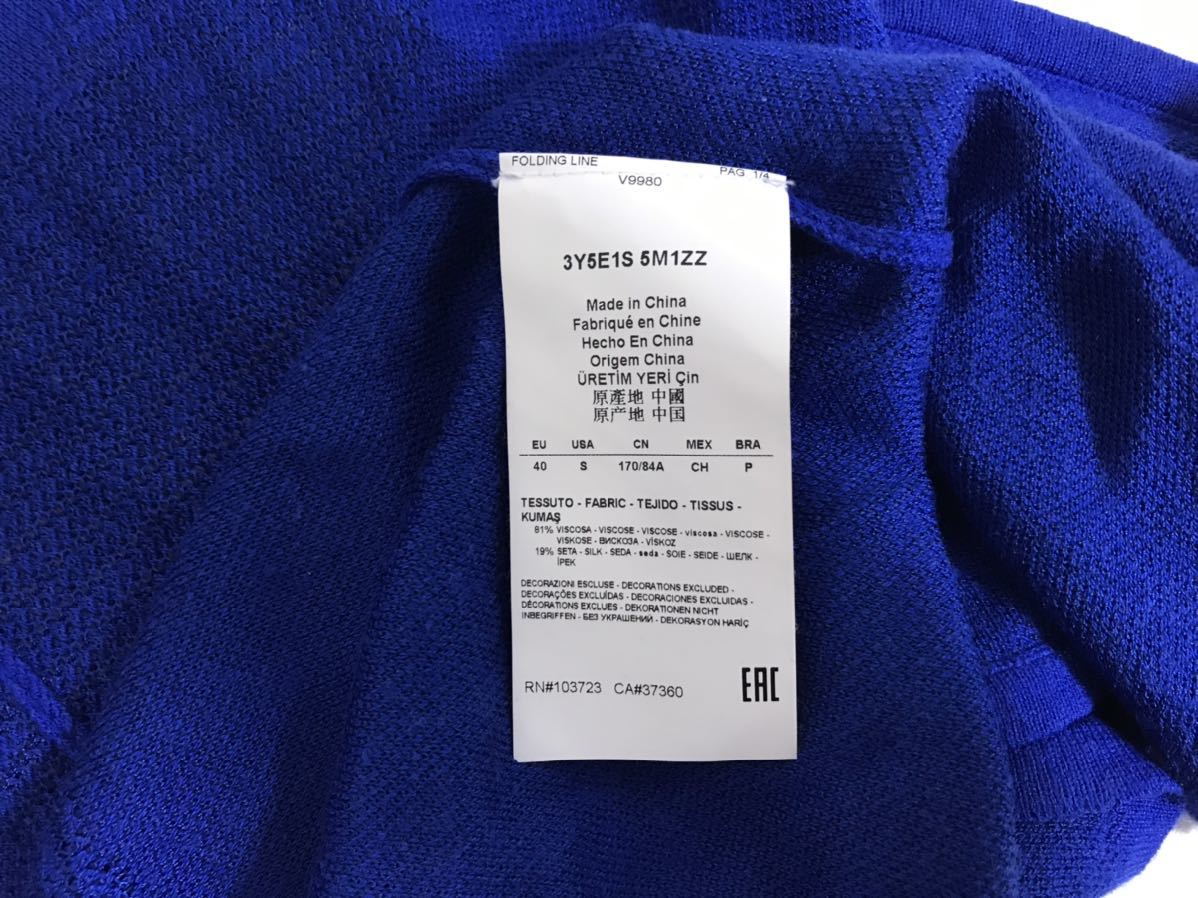 FOLDING LINE
PAG 1/4
V9980
3Y5E1S 5M1ZZ
Made in China
Fabriqué en Chine
Hecho En China
Origem China
ÜRETİM YERİ Çin
原產地 中國
原产地 中国
EU USA CN MEX BRA
40 S 170/84A CH P
TESSUTO - FABRIC - TEJIDO - TISSUS -
KUMAŞ
81% VISCOSA - VISCOSE - VISCOSE - viscosa - VISCOSE -
VISKOSE - ВИСКОЗА - VİSKOZ
19% SETA - SILK - SEDA - seda - SOIE - SEIDE - ШЕЛК -
İPEK
DECORAZIONI ESCLUSE - DECORATIONS EXCLUDED -
DECORAÇÕES EXCLUÍDAS - DECORACIONES EXCLUIDAS -
DÉCORATIONS EXCLUES - DEKORATIONEN NICHT
INBEGRIFFEN - БЕЗ УКРАШЕНИЙ - DEKORASYON HARİÇ
RN#103723 CA#37360
EAC